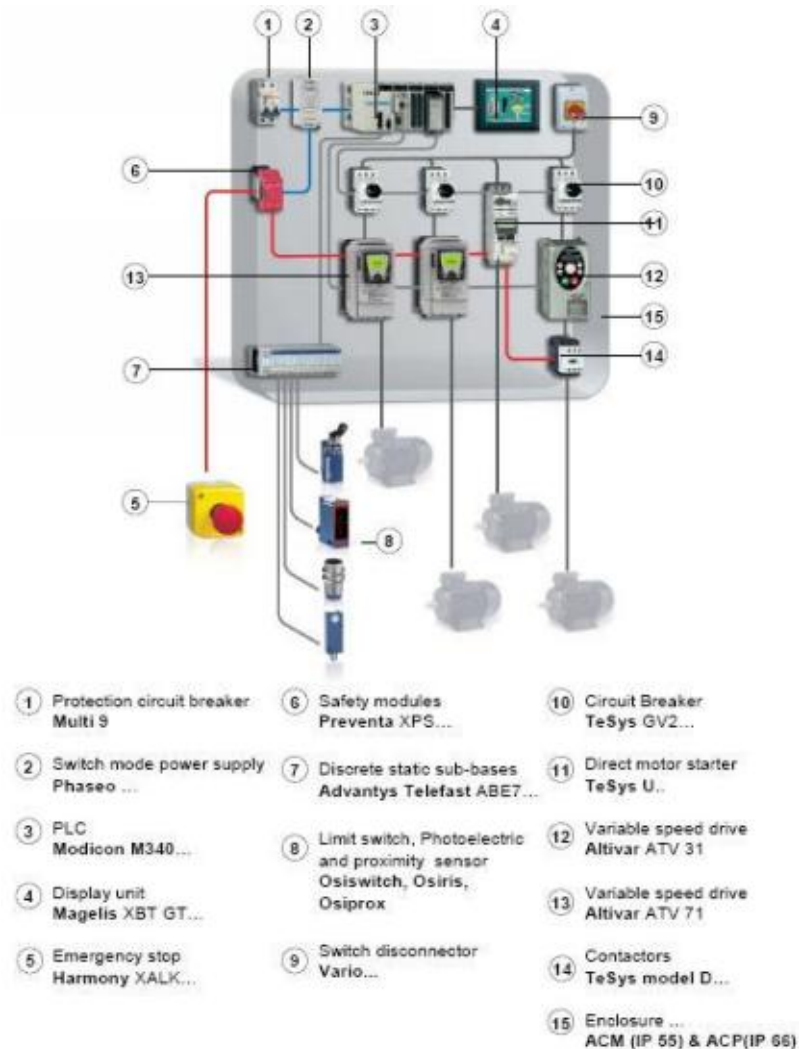 1
2
3
4
9
6
10
11
13
12
15
14
7
5
8
1 Protection circuit breaker
Multi 9
2 Switch mode power supply
Phaseo ...
3 PLC
Modicon M340...
4 Display unit
Magelis XBT GT...
5 Emergency stop
Harmony XALK...
6 Safety modules
Preventa XPS...
7 Discrete static sub-bases
Advantys Telefast ABE7...
8 Limit switch, Photoelectric
and proximity sensor
Osiswitch, Osiris,
Osiprox
9 Switch disconnector
Vario...
10 Circuit Breaker
TeSys GV2...
11 Direct motor starter
TeSys U..
12 Variable speed drive
Altivar ATV 31
13 Variable speed drive
Altivar ATV 71
14 Contactors
TeSys model D...
15 Enclosure ...
ACM (IP 55) & ACP(IP 66)